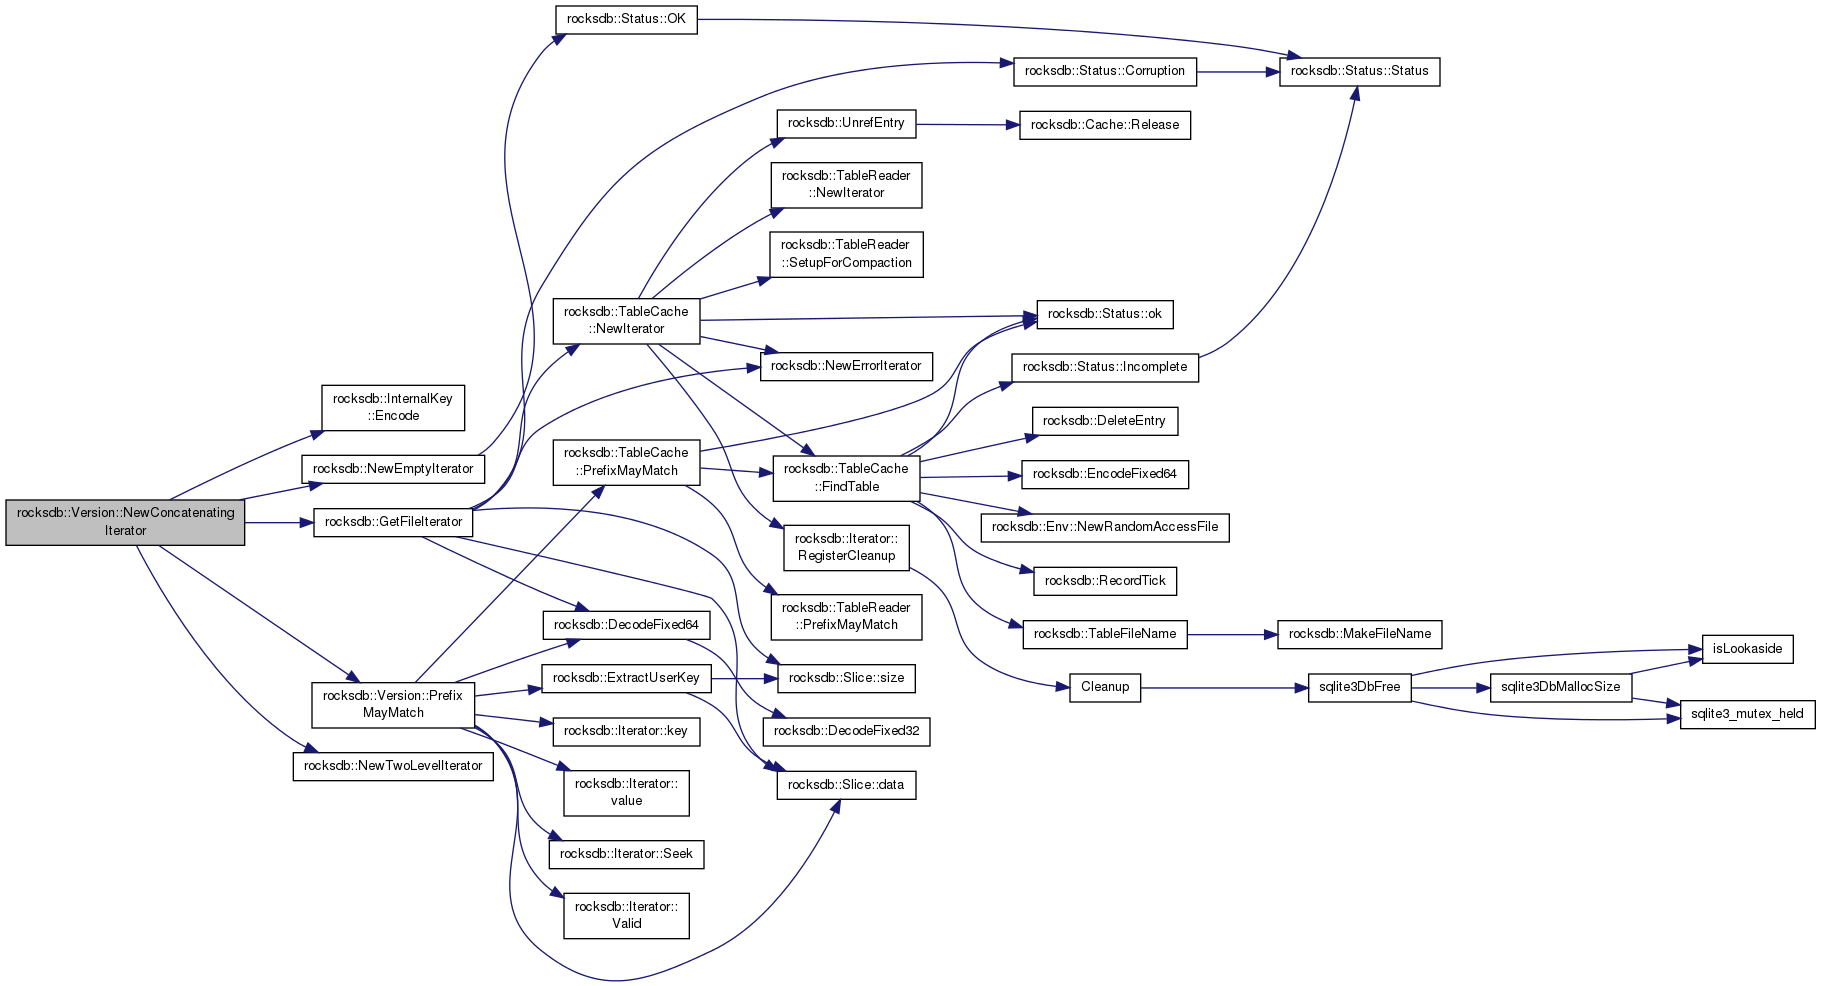 rocksdb::Status::OK
rocksdb::Status::Corruption
rocksdb::Status::Status
rocksdb::UnrefEntry
rocksdb::Cache::Release
rocksdb::TableReader
::NewIterator
rocksdb::TableReader
::SetupForCompaction
rocksdb::TableCache
::NewIterator
rocksdb::Status::ok
rocksdb::NewErrorIterator
rocksdb::Status::Incomplete
rocksdb::InternalKey
::Encode
rocksdb::DeleteEntry
rocksdb::NewEmptyIterator
rocksdb::TableCache
::PrefixMayMatch
rocksdb::TableCache
::FindTable
rocksdb::EncodeFixed64
rocksdb::Version::NewConcatenating
Iterator
rocksdb::GetFileIterator
rocksdb::Env::NewRandomAccessFile
rocksdb::Iterator::
RegisterCleanup
rocksdb::RecordTick
rocksdb::TableReader
::PrefixMayMatch
rocksdb::DecodeFixed64
rocksdb::TableFileName
rocksdb::MakeFileName
isLookaside
rocksdb::ExtractUserKey
rocksdb::Slice::size
Cleanup
sqlite3DbFree
sqlite3DbMallocSize
rocksdb::Version::Prefix
MayMatch
sqlite3_mutex_held
rocksdb::Iterator::key
rocksdb::DecodeFixed32
rocksdb::NewTwoLevelIterator
rocksdb::Iterator::
value
rocksdb::Slice::data
rocksdb::Iterator::Seek
rocksdb::Iterator::
Valid